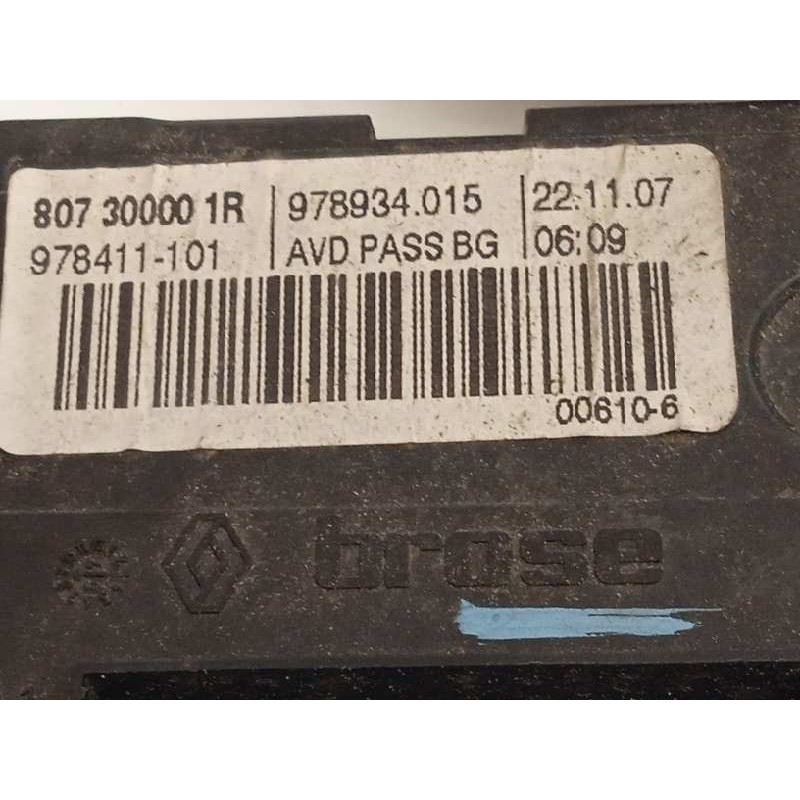 807 30000 1R 978934.015 22.11.07
978411-101 AVD PASS BG 06:09
00610-6
brose